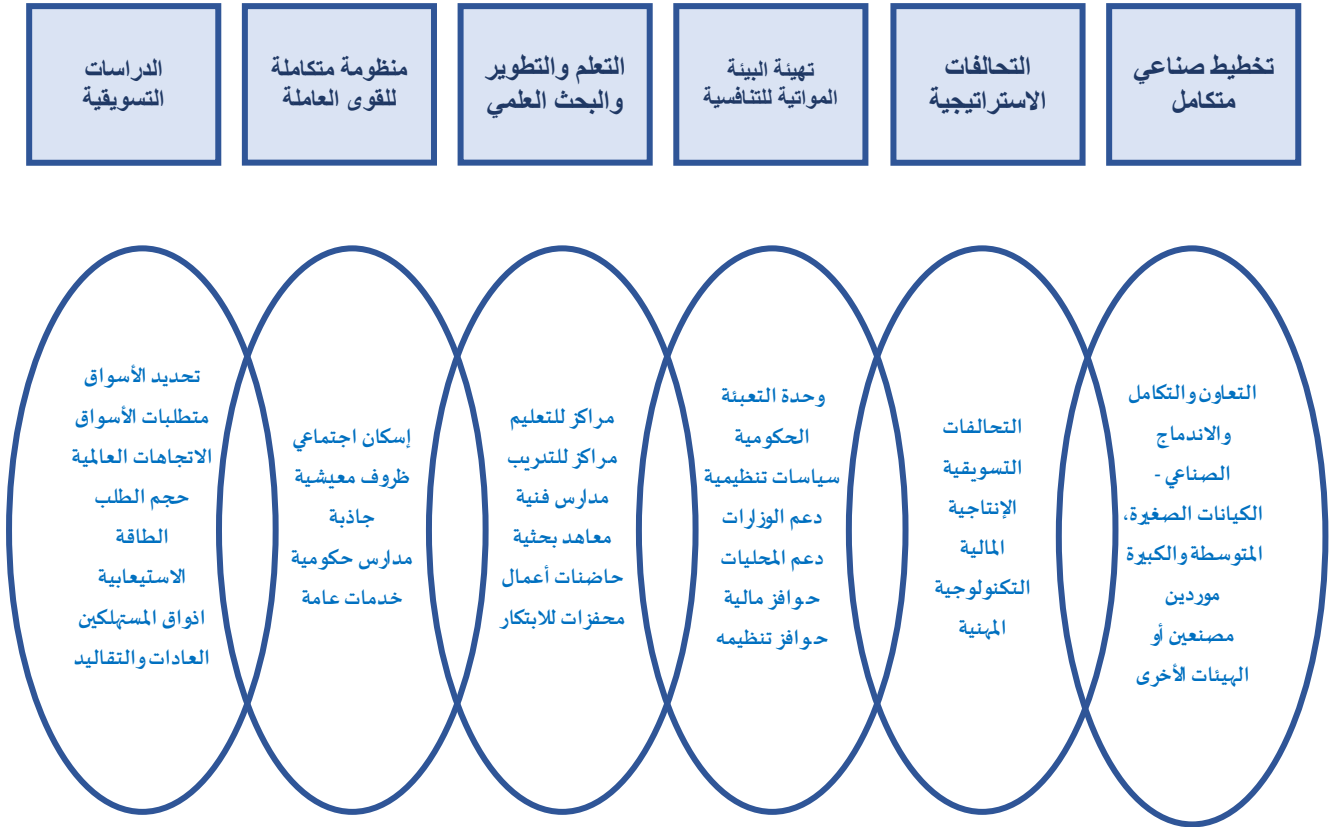 تخطيط صناعي
متكامل
التحالفات
الاستراتيجية
تهيئة البيئة
المواتية للتنافسية
التعلم والتطوير
والبحث العلمي
منظومة متكاملة
للقوى العاملة
الدراسات
التسويقية
التعاون والتكامل
والاندماج
الصناعي -
الكيانات الصغيرة،
المتوسطة والكبيرة
موردين
مصنعين أو
الهيئات الأخرى
التحالفات
التسويقية
الإنتاجية
المالية
التكنولوجية
المهنية
وحدة التعبئة
الحكومية
سياسات تنظيمية
دعم الوزارات
دعم المحليات
حوافز مالية
حوافز تنظيمه
مراكز للتعليم
مراكز للتدريب
مدارس فنية
معاهد بحثية
حاضنات أعمال
محفزات للابتكار
إسكان اجتماعي
ظروف معيشية
جاذبة
مدارس حكومية
خدمات عامة
تحديد الأسواق
متطلبات الأسواق
الاتجاهات العالمية
حجم الطلب
الطاقة
الاستيعابية
اذواق المستهلكين
العادات والتقاليد